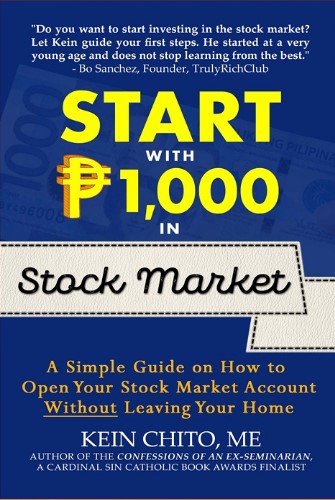 "Do you want to start investing in the stock market?
Let Kein guide your first steps. He started at a very
young age and does not stop learning from the best."
- Bo Sanchez, Founder, TrulyRichClub
START
WITH
₱1,000
IN
Stock Market
A Simple Guide on How to
Open Your Stock Market Account
Without Leaving Your Home
KEIN CHITO, ME
AUTHOR OF THE CONFESSIONS OF AN EX-SEMINARIAN,
A CARDINAL SIN CATHOLIC BOOK AWARDS FINALIST